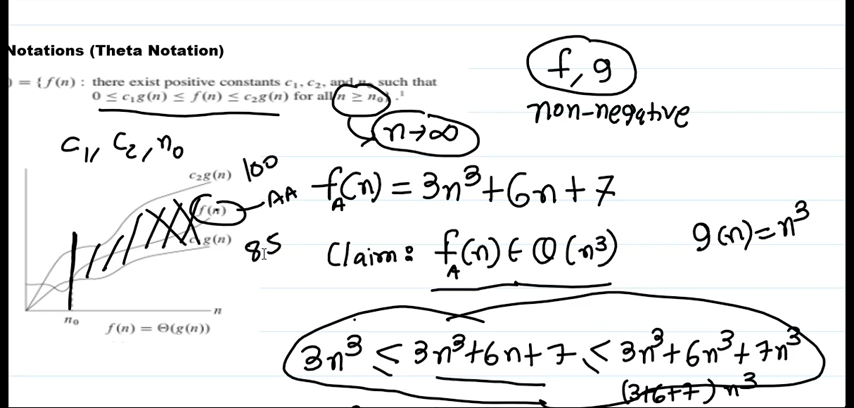 Notations (Theta Notation)
) = {f(n) : there exist positive constants c₁, c₂, and n₀ such that
0 ≤ c₁g(n) ≤ f(n) ≤ c₂g(n) for all n ≥ n₀} .¹
f, g
non-negative
n→∞
C₁, C₂, n₀
c₂g(n)
100
f(n)
AA
g(n)
85
n
n₀
f(n) = Θ(g(n))
f_A(n) = 3n³+6n+7
Claim: f_A(n) ∈ Θ(n³)
g(n)=n³
3n³ ≤ 3n³+6n+7 ≤ 3n³+6n³+7n³
(3+6+7) n³